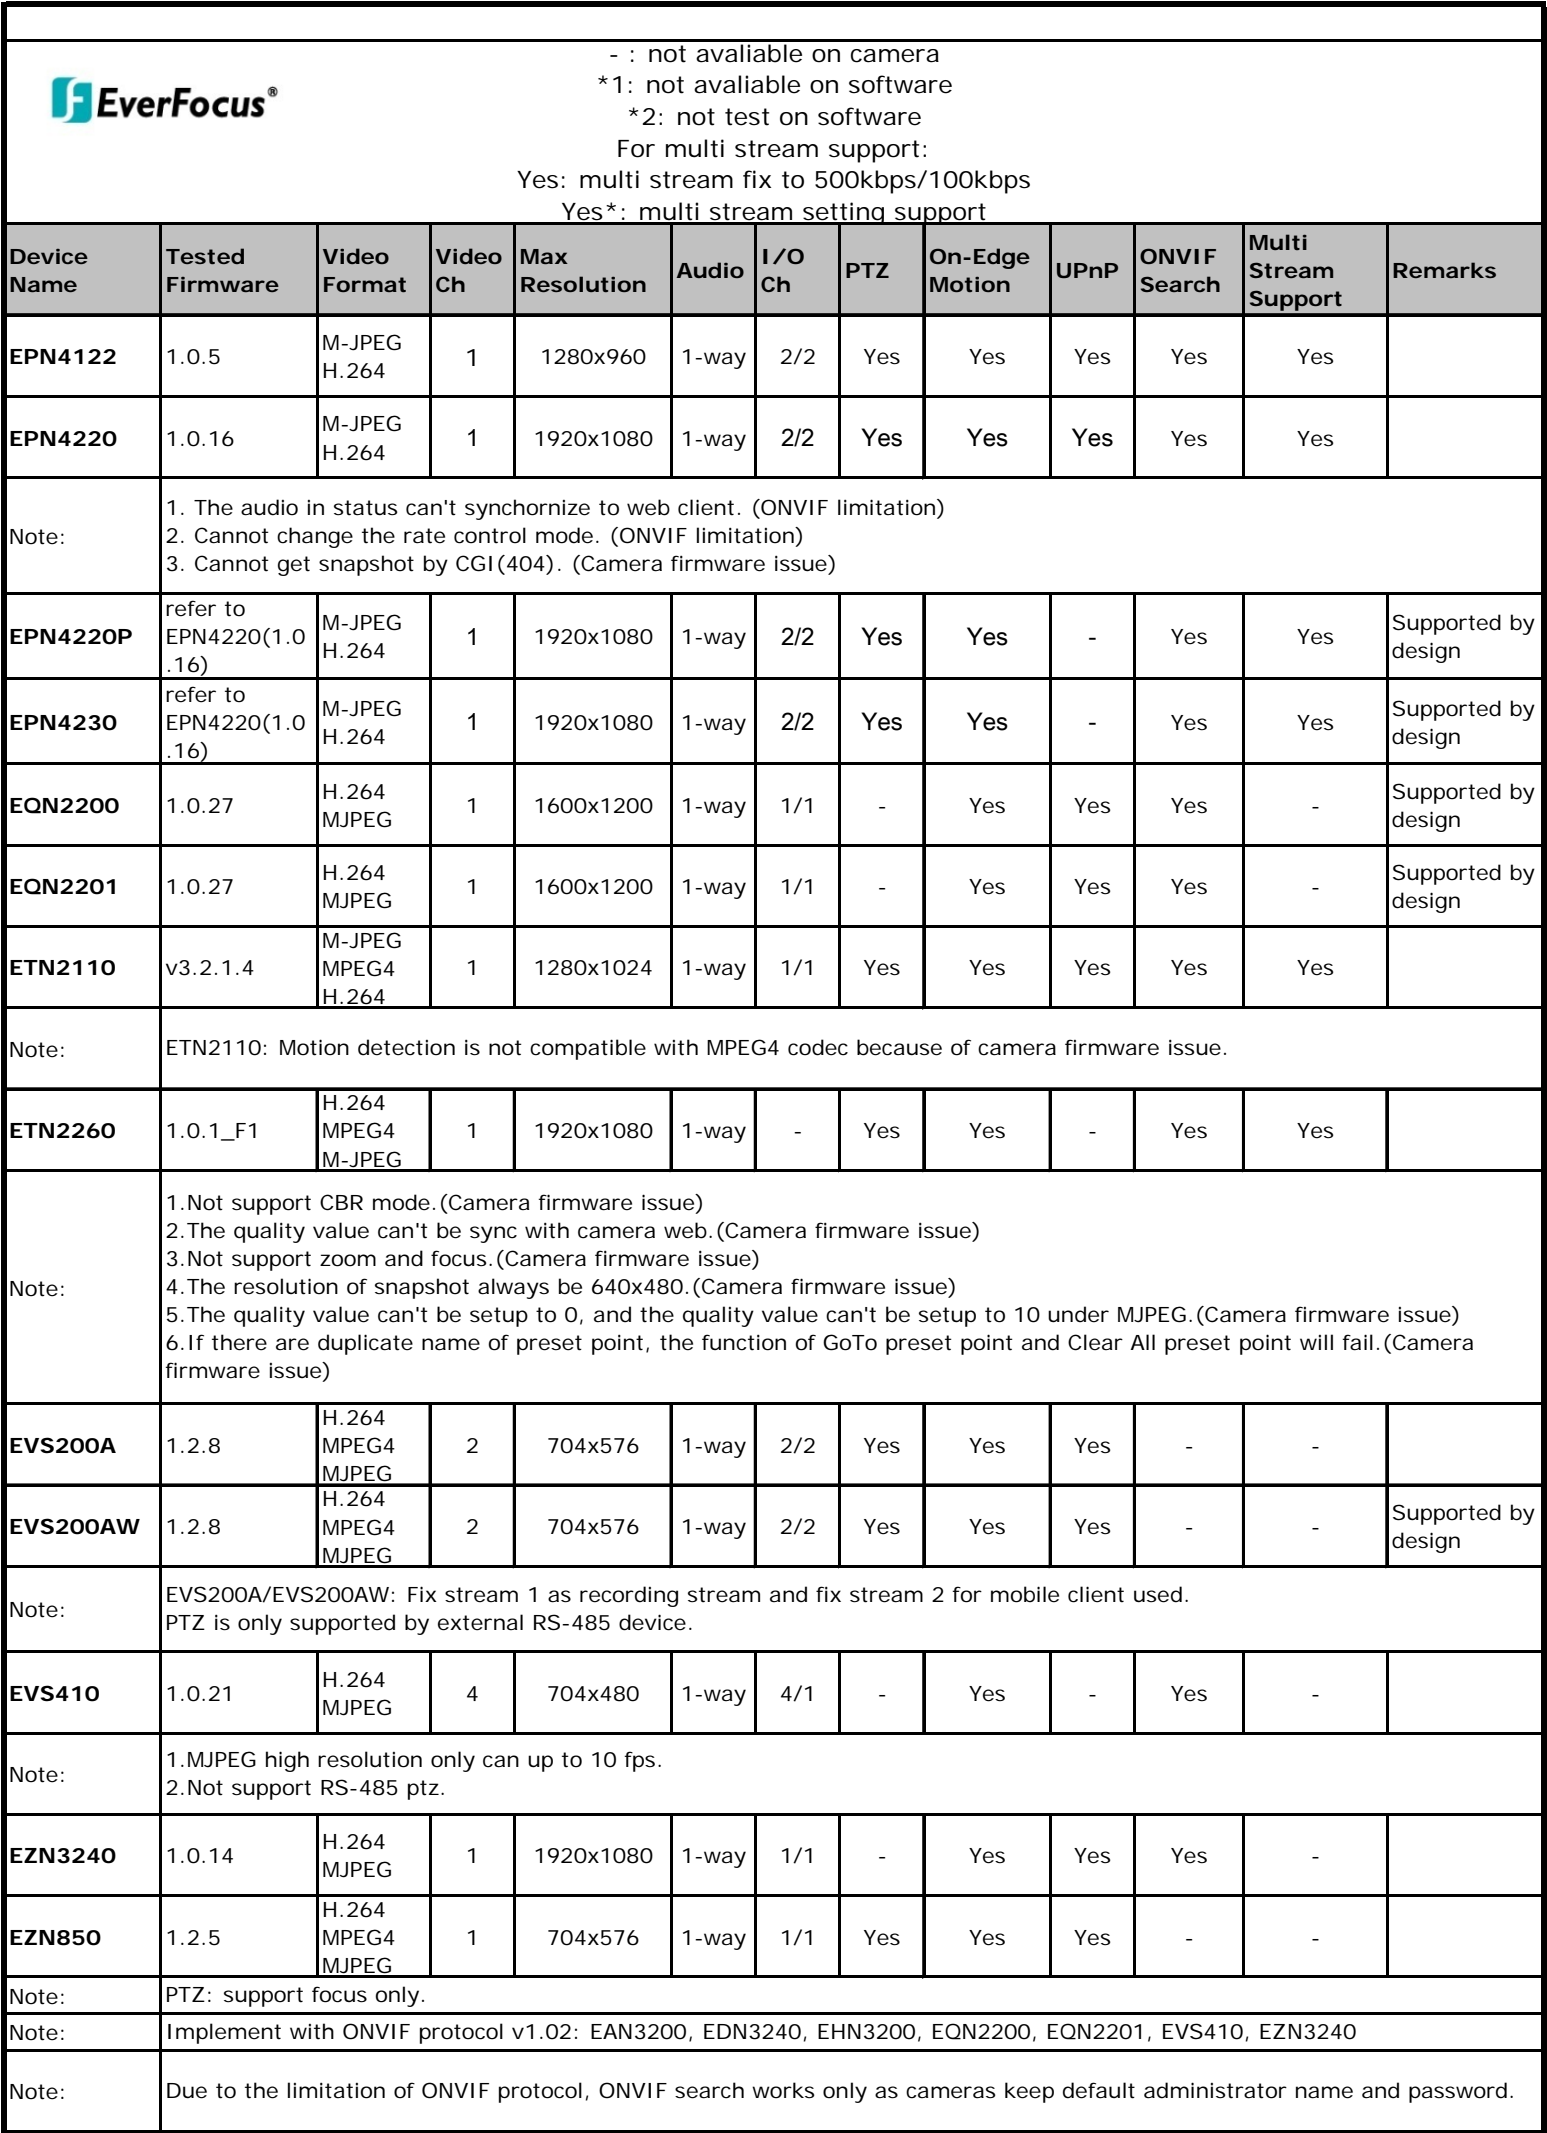 EverFocus®
- : not avaliable on camera
*1: not avaliable on software
*2: not test on software
For multi stream support:
Yes: multi stream fix to 500kbps/100kbps
Yes*: multi stream setting support
Device Name Tested Firmware Video Format Video Ch Max Resolution Audio I/O Ch PTZ On-Edge Motion UPnP ONVIF Search Multi Stream Support Remarks
EPN4122 1.0.5 M-JPEG H.264 1 1280x960 1-way 2/2 Yes Yes Yes Yes Yes
EPN4220 1.0.16 M-JPEG H.264 1 1920x1080 1-way 2/2 Yes Yes Yes Yes Yes
Note:
1. The audio in status can't synchornize to web client. (ONVIF limitation)
2. Cannot change the rate control mode. (ONVIF limitation)
3. Cannot get snapshot by CGI(404). (Camera firmware issue)
EPN4220P refer to EPN4220(1.0.16) M-JPEG H.264 1 1920x1080 1-way 2/2 Yes Yes - Yes Yes Supported by design
EPN4230 refer to EPN4220(1.0.16) M-JPEG H.264 1 1920x1080 1-way 2/2 Yes Yes - Yes Yes Supported by design
EQN2200 1.0.27 H.264 MJPEG 1 1600x1200 1-way 1/1 - Yes Yes Yes - Supported by design
EQN2201 1.0.27 H.264 MJPEG 1 1600x1200 1-way 1/1 - Yes Yes Yes - Supported by design
ETN2110 v3.2.1.4 M-JPEG MPEG4 H.264 1 1280x1024 1-way 1/1 Yes Yes Yes Yes Yes
Note: ETN2110: Motion detection is not compatible with MPEG4 codec because of camera firmware issue.
ETN2260 1.0.1_F1 H.264 MPEG4 M-JPEG 1 1920x1080 1-way - Yes Yes - Yes Yes
Note:
1.Not support CBR mode.(Camera firmware issue)
2.The quality value can't be sync with camera web.(Camera firmware issue)
3.Not support zoom and focus.(Camera firmware issue)
4.The resolution of snapshot always be 640x480.(Camera firmware issue)
5.The quality value can't be setup to 0, and the quality value can't be setup to 10 under MJPEG.(Camera firmware issue)
6.If there are duplicate name of preset point, the function of GoTo preset point and Clear All preset point will fail.(Camera
firmware issue)
EVS200A 1.2.8 H.264 MPEG4 MJPEG 2 704x576 1-way 2/2 Yes Yes Yes - -
EVS200AW 1.2.8 H.264 MPEG4 MJPEG 2 704x576 1-way 2/2 Yes Yes Yes - - Supported by design
Note:
EVS200A/EVS200AW: Fix stream 1 as recording stream and fix stream 2 for mobile client used.
PTZ is only supported by external RS-485 device.
EVS410 1.0.21 H.264 MJPEG 4 704x480 1-way 4/1 - Yes - Yes -
Note:
1.MJPEG high resolution only can up to 10 fps.
2.Not support RS-485 ptz.
EZN3240 1.0.14 H.264 MJPEG 1 1920x1080 1-way 1/1 - Yes Yes Yes -
EZN850 1.2.5 H.264 MPEG4 MJPEG 1 704x576 1-way 1/1 Yes Yes Yes - -
Note: PTZ: support focus only.
Note: Implement with ONVIF protocol v1.02: EAN3200, EDN3240, EHN3200, EQN2200, EQN2201, EVS410, EZN3240
Note: Due to the limitation of ONVIF protocol, ONVIF search works only as cameras keep default administrator name and password.